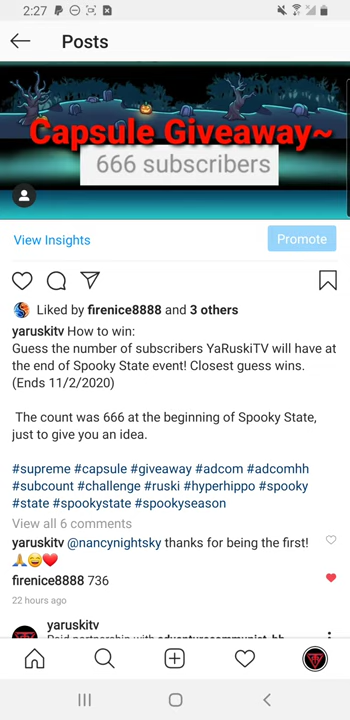 2:27
Posts
Capsule Giveaway~
666 subscribers
View Insights
Promote
Liked by firenice8888 and 3 others
yaruskitv How to win:
Guess the number of subscribers YaRuskiTV will have at
the end of Spooky State event! Closest guess wins.
(Ends 11/2/2020)
The count was 666 at the beginning of Spooky State,
just to give you an idea.
#supreme #capsule #giveaway #adcom #adcomhh
#subcount #challenge #ruski #hyperhippo #spooky
#state #spookystate #spookyseason
View all 6 comments
yaruskitv @nancynightsky thanks for being the first!
🙏😄❤️
firenice8888 736
22 hours ago
yaruskitv
Paid partnership with adventurecommunist_hh